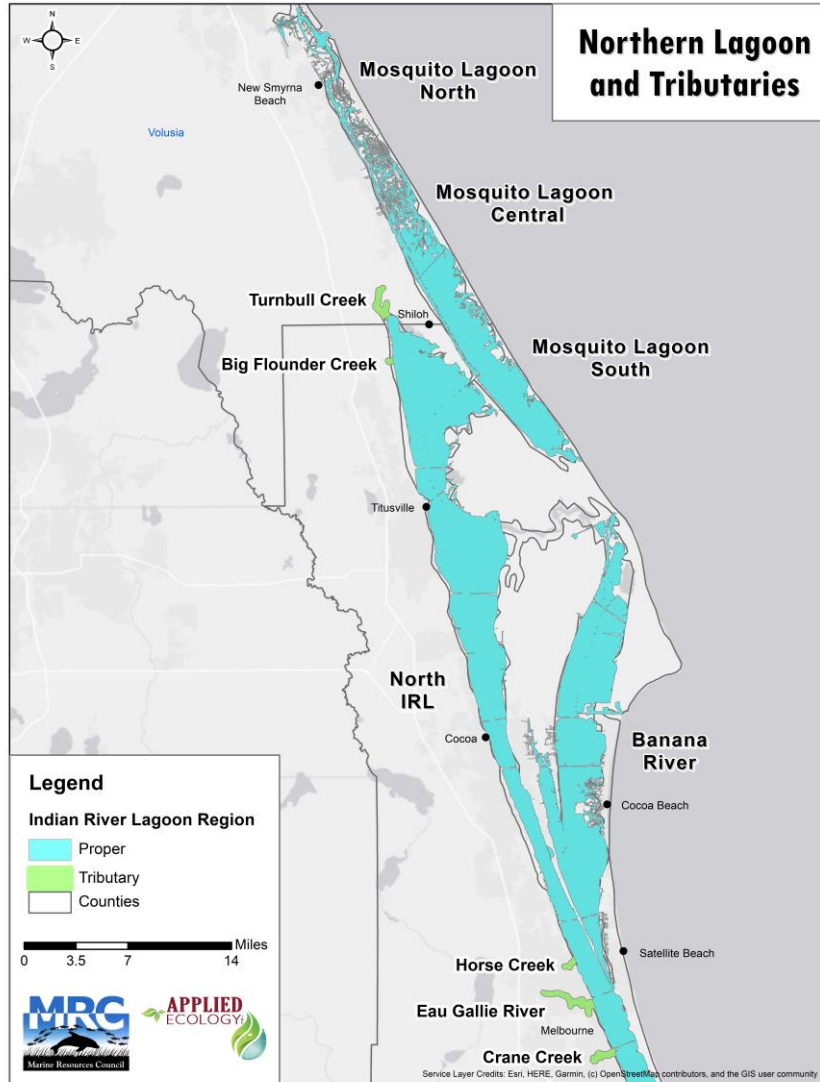 Northern Lagoon
and Tributaries
N
W
E
S
Mosquito Lagoon
North
New Smyrna
Beach
Volusia
Mosquito Lagoon
Central
Turnbull Creek
Shiloh
Big Flounder Creek
Mosquito Lagoon
South
Titusville
North
IRL
Cocoa
Banana
River
Cocoa Beach
Legend
Indian River Lagoon Region
Proper
Tributary
Counties
Miles
0 3.5 7 14
Satellite Beach
Horse Creek
Eau Gallie River
Melbourne
Crane Creek
MRC
Marine Resources Council
APPLIED
ECOLOGY
Service Layer Credits: Esri, HERE, Garmin, (c) OpenStreetMap contributors, and the GIS user community